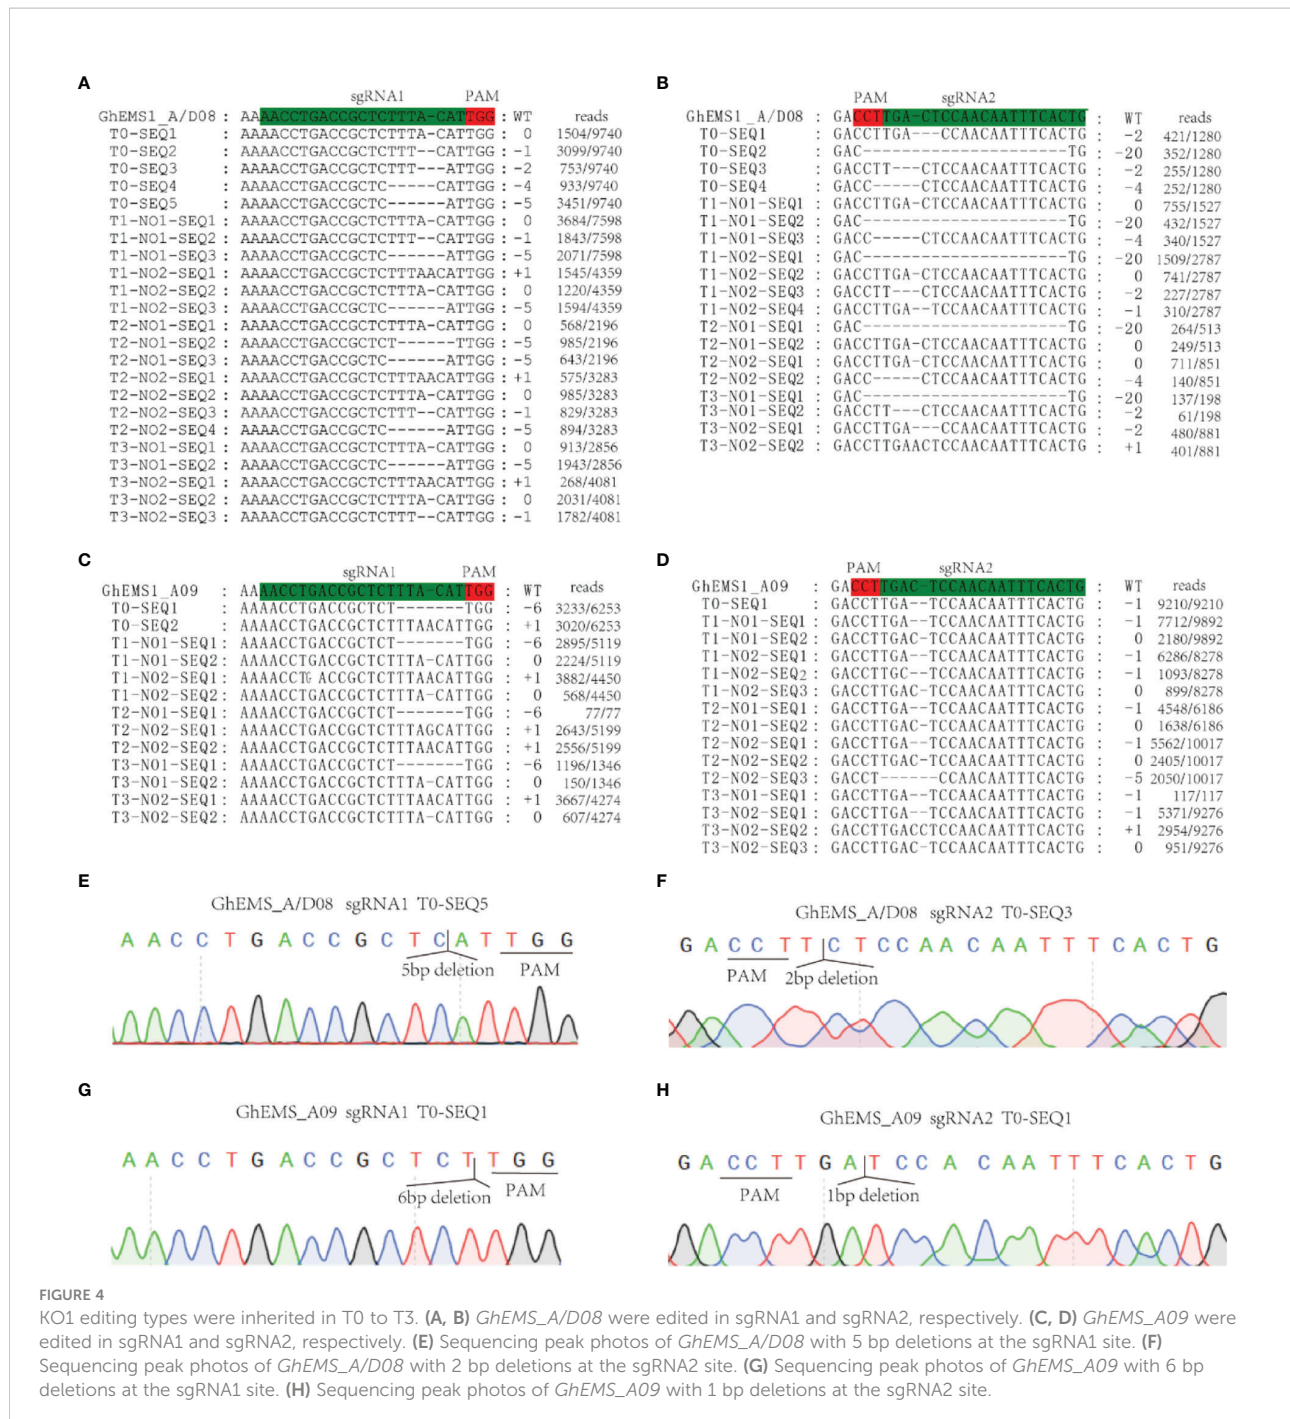 A
sgRNA1 PAM
GhEMS1_A/D08 : AAAACCTGACCGCTCTTTA-CATTGG : WT reads
T0-SEQ1 : AAAACCTGACCGCTCTTTA-CATTGG : 0 1504/9740
T0-SEQ2 : AAAACCTGACCGCTCTTT--CATTGG : -1 3099/9740
T0-SEQ3 : AAAACCTGACCGCTCTTT---ATTGG : -2 753/9740
T0-SEQ4 : AAAACCTGACCGCTC-----CATTGG : -4 933/9740
T0-SEQ5 : AAAACCTGACCGCTC------ATTGG : -5 3451/9740
T1-NO1-SEQ1 : AAAACCTGACCGCTCTTTA-CATTGG : 0 3684/7598
T1-NO1-SEQ2 : AAAACCTGACCGCTCTTT--CATTGG : -1 1843/7598
T1-NO1-SEQ3 : AAAACCTGACCGCTC------ATTGG : -5 2071/7598
T1-NO2-SEQ1 : AAAACCTGACCGCTCTTTAACATTGG : +1 1545/4359
T1-NO2-SEQ2 : AAAACCTGACCGCTCTTTA-CATTGG : 0 1220/4359
T1-NO2-SEQ3 : AAAACCTGACCGCTC------ATTGG : -5 1594/4359
T2-NO1-SEQ1 : AAAACCTGACCGCTCTTTA-CATTGG : 0 568/2196
T2-NO1-SEQ2 : AAAACCTGACCGCTCT------TTGG : -5 985/2196
T2-NO1-SEQ3 : AAAACCTGACCGCTC------ATTGG : -5 643/2196
T2-NO2-SEQ1 : AAAACCTGACCGCTCTTTAACATTGG : +1 575/3283
T2-NO2-SEQ2 : AAAACCTGACCGCTCTTTA-CATTGG : 0 985/3283
T2-NO2-SEQ3 : AAAACCTGACCGCTCTTT--CATTGG : -1 829/3283
T2-NO2-SEQ4 : AAAACCTGACCGCTC------ATTGG : -5 894/3283
T3-NO1-SEQ1 : AAAACCTGACCGCTCTTTA-CATTGG : 0 913/2856
T3-NO1-SEQ2 : AAAACCTGACCGCTC------ATTGG : -5 1943/2856
T3-NO2-SEQ1 : AAAACCTGACCGCTCTTTAACATTGG : +1 268/4081
T3-NO2-SEQ2 : AAAACCTGACCGCTCTTTA-CATTGG : 0 2031/4081
T3-NO2-SEQ3 : AAAACCTGACCGCTCTTT--CATTGG : -1 1782/4081
B
PAM sgRNA2
GhEMS1_A/D08 : GACCTTGA-CTCCAACAATTTCACTG : WT reads
T0-SEQ1 : GACCTTGA---CCAACAATTTCACTG : -2 421/1280
T0-SEQ2 : GAC---------------------TG : -20 352/1280
T0-SEQ3 : GACCTT---CTCCAACAATTTCACTG : -2 255/1280
T0-SEQ4 : GACC-----CTCCAACAATTTCACTG : -4 252/1280
T1-NO1-SEQ1 : GACCTTGA-CTCCAACAATTTCACTG : 0 755/1527
T1-NO1-SEQ2 : GAC---------------------TG : -20 432/1527
T1-NO1-SEQ3 : GACC-----CTCCAACAATTTCACTG : -4 340/1527
T1-NO2-SEQ1 : GAC---------------------TG : -20 1509/2787
T1-NO2-SEQ2 : GACCTTGA-CTCCAACAATTTCACTG : 0 741/2787
T1-NO2-SEQ3 : GACCTT---CTCCAACAATTTCACTG : -2 227/2787
T1-NO2-SEQ4 : GACCTTGA--TCCAACAATTTCACTG : -1 310/2787
T2-NO1-SEQ1 : GAC---------------------TG : -20 264/513
T2-NO1-SEQ2 : GACCTTGA-CTCCAACAATTTCACTG : 0 249/513
T2-NO2-SEQ1 : GACCTTGA-CTCCAACAATTTCACTG : 0 711/851
T2-NO2-SEQ2 : GACC-----CTCCAACAATTTCACTG : -4 140/851
T3-NO1-SEQ1 : GAC---------------------TG : -20 137/198
T3-NO1-SEQ2 : GACCTT---CTCCAACAATTTCACTG : -2 61/198
T3-NO2-SEQ1 : GACCTTGA---CCAACAATTTCACTG : -2 480/881
T3-NO2-SEQ2 : GACCTTGAACTCCAACAATTTCACTG : +1 401/881
C
sgRNA1 PAM
GhEMS1_A09 : AAAACCTGACCGCTCTTTA-CATTGG : WT reads
T0-SEQ1 : AAAACCTGACCGCTCT-------TGG : -6 3233/6253
T0-SEQ2 : AAAACCTGACCGCTCTTTAACATTGG : +1 3020/6253
T1-NO1-SEQ1 : AAAACCTGACCGCTCT-------TGG : -6 2895/5119
T1-NO1-SEQ2 : AAAACCTGACCGCTCTTTA-CATTGG : 0 2224/5119
T1-NO2-SEQ1 : AAAACCTG ACCGCTCTTTAACATTGG : +1 3882/4450
T1-NO2-SEQ2 : AAAACCTGACCGCTCTTTA-CATTGG : 0 568/4450
T2-NO1-SEQ1 : AAAACCTGACCGCTCT-------TGG : -6 77/77
T2-NO2-SEQ1 : AAAACCTGACCGCTCTTTAGCATTGG : +1 2643/5199
T2-NO2-SEQ2 : AAAACCTGACCGCTCTTTAACATTGG : +1 2556/5199
T3-NO1-SEQ1 : AAAACCTGACCGCTCT-------TGG : -6 1196/1346
T3-NO1-SEQ2 : AAAACCTGACCGCTCTTTA-CATTGG : 0 150/1346
T3-NO2-SEQ1 : AAAACCTGACCGCTCTTTAACATTGG : +1 3667/4274
T3-NO2-SEQ2 : AAAACCTGACCGCTCTTTA-CATTGG : 0 607/4274
D
PAM sgRNA2
GhEMS1_A09 : GACCTTGAC-TCCAACAATTTCACTG : WT reads
T0-SEQ1 : GACCTTGA--TCCAACAATTTCACTG : -1 9210/9210
T1-NO1-SEQ1 : GACCTTGA--TCCAACAATTTCACTG : -1 7712/9892
T1-NO1-SEQ2 : GACCTTGAC-TCCAACAATTTCACTG : 0 2180/9892
T1-NO2-SEQ1 : GACCTTGA--TCCAACAATTTCACTG : -1 6286/8278
T1-NO2-SEQ2 : GACCTTGC--TCCAACAATTTCACTG : -1 1093/8278
T1-NO2-SEQ3 : GACCTTGAC-TCCAACAATTTCACTG : 0 899/8278
T2-NO1-SEQ1 : GACCTTGA--TCCAACAATTTCACTG : -1 4548/6186
T2-NO1-SEQ2 : GACCTTGAC-TCCAACAATTTCACTG : 0 1638/6186
T2-NO2-SEQ1 : GACCTTGA--TCCAACAATTTCACTG : -1 5562/10017
T2-NO2-SEQ2 : GACCTTGAC-TCCAACAATTTCACTG : 0 2405/10017
T2-NO2-SEQ3 : GACCT------CCAACAATTTCACTG : -5 2050/10017
T3-NO1-SEQ1 : GACCTTGA--TCCAACAATTTCACTG : -1 117/117
T3-NO2-SEQ1 : GACCTTGA--TCCAACAATTTCACTG : -1 5371/9276
T3-NO2-SEQ2 : GACCTTGACCTCCAACAATTTCACTG : +1 2954/9276
T3-NO2-SEQ3 : GACCTTGAC-TCCAACAATTTCACTG : 0 951/9276
E
GhEMS_A/D08 sgRNA1 T0-SEQ5
A A C C T G A C C G C T C A T T G G
5bp deletion PAM
F
GhEMS_A/D08 sgRNA2 T0-SEQ3
G A C C T T C T C C A A C A A T T T C A C T G
PAM 2bp deletion
G
GhEMS_A09 sgRNA1 T0-SEQ1
A A C C T G A C C G C T C T T G G
6bp deletion PAM
H
GhEMS_A09 sgRNA2 T0-SEQ1
G A C C T T G A T C C A C A A T T T C A C T G
PAM 1bp deletion
FIGURE 4
KO1 editing types were inherited in T0 to T3. (A, B) GhEMS_A/D08 were edited in sgRNA1 and sgRNA2, respectively. (C, D) GhEMS_A09 were
edited in sgRNA1 and sgRNA2, respectively. (E) Sequencing peak photos of GhEMS_A/D08 with 5 bp deletions at the sgRNA1 site. (F)
Sequencing peak photos of GhEMS_A/D08 with 2 bp deletions at the sgRNA2 site. (G) Sequencing peak photos of GhEMS_A09 with 6 bp
deletions at the sgRNA1 site. (H) Sequencing peak photos of GhEMS_A09 with 1 bp deletions at the sgRNA2 site.